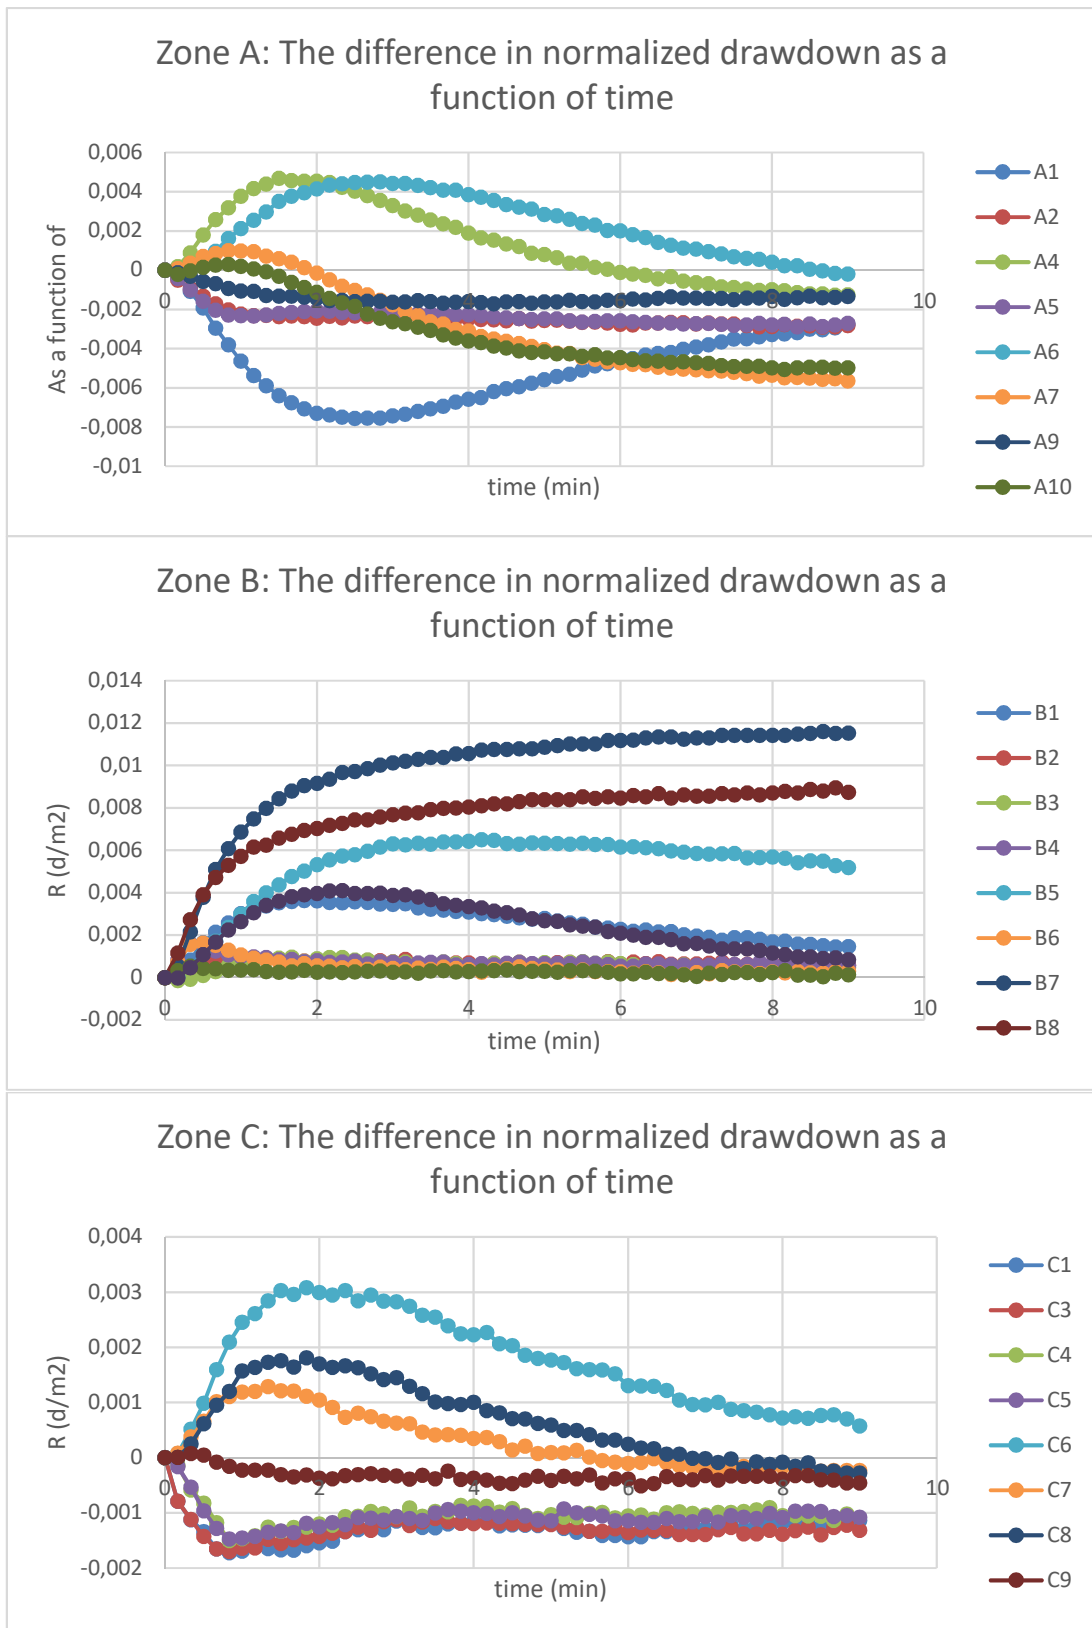 Zone A: The difference in normalized drawdown as a
function of time
0,006
0,004
0,002
0
-0,002
-0,004
-0,006
-0,008
-0,01
0 2 4 6 8 10
As a function of
time (min)
A1
A2
A4
A5
A6
A7
A9
A10
Zone B: The difference in normalized drawdown as a
function of time
0,014
0,012
0,01
0,008
0,006
0,004
0,002
0
-0,002
0 2 4 6 8 10
R (d/m2)
time (min)
B1
B2
B3
B4
B5
B6
B7
B8
Zone C: The difference in normalized drawdown as a
function of time
0,004
0,003
0,002
0,001
0
-0,001
-0,002
0 2 4 6 8 10
R (d/m2)
time (min)
C1
C3
C4
C5
C6
C7
C8
C9